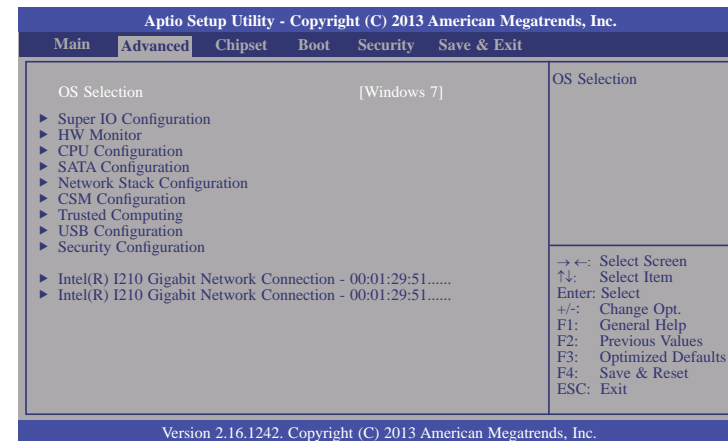 Aptio Setup Utility - Copyright (C) 2013 American Megatrends, Inc.
Main Advanced Chipset Boot Security Save & Exit
OS Selection [Windows 7]
▶ Super IO Configuration
▶ HW Monitor
▶ CPU Configuration
▶ SATA Configuration
▶ Network Stack Configuration
▶ CSM Configuration
▶ Trusted Computing
▶ USB Configuration
▶ Security Configuration
▶ Intel(R) I210 Gigabit Network Connection - 00:01:29:51......
▶ Intel(R) I210 Gigabit Network Connection - 00:01:29:51......
OS Selection
→←: Select Screen
↑↓: Select Item
Enter: Select
+/-: Change Opt.
F1: General Help
F2: Previous Values
F3: Optimized Defaults
F4: Save & Reset
ESC: Exit
Version 2.16.1242. Copyright (C) 2013 American Megatrends, Inc.